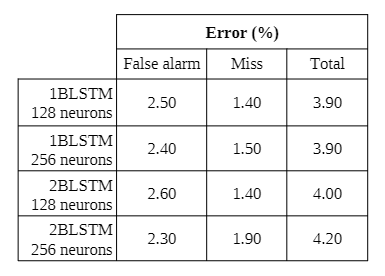 Error (%)
False alarm Miss Total
1BLSTM
128 neurons 2.50 1.40 3.90
1BLSTM
256 neurons 2.40 1.50 3.90
2BLSTM
128 neurons 2.60 1.40 4.00
2BLSTM
256 neurons 2.30 1.90 4.20